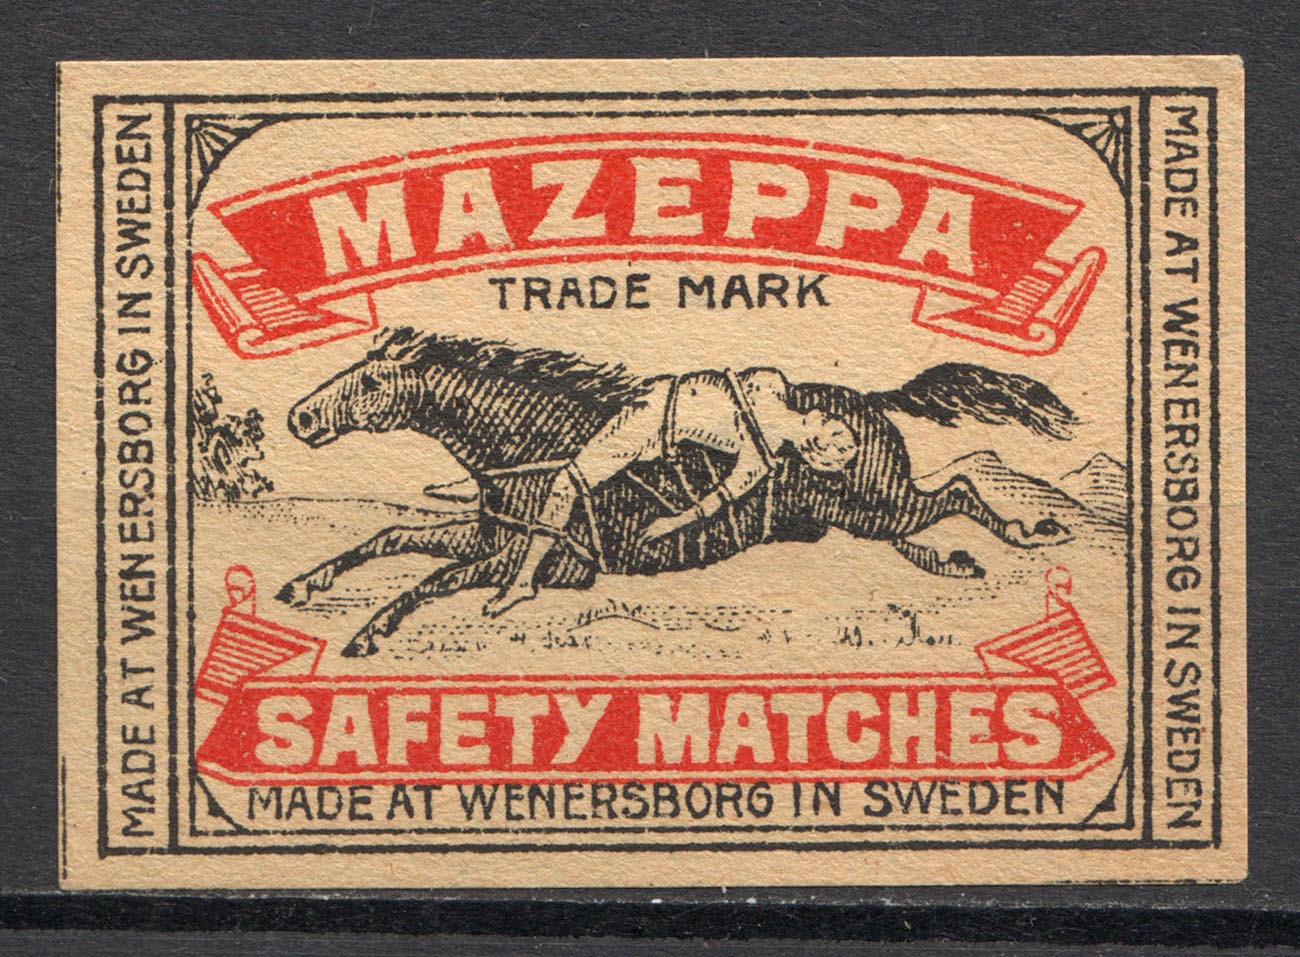 MAZEPPA
TRADE MARK
SAFETY MATCHES
MADE AT WENERSBORG IN SWEDEN
MADE AT WENERSBORG IN SWEDEN
MADE AT WENERSBORG IN SWEDEN